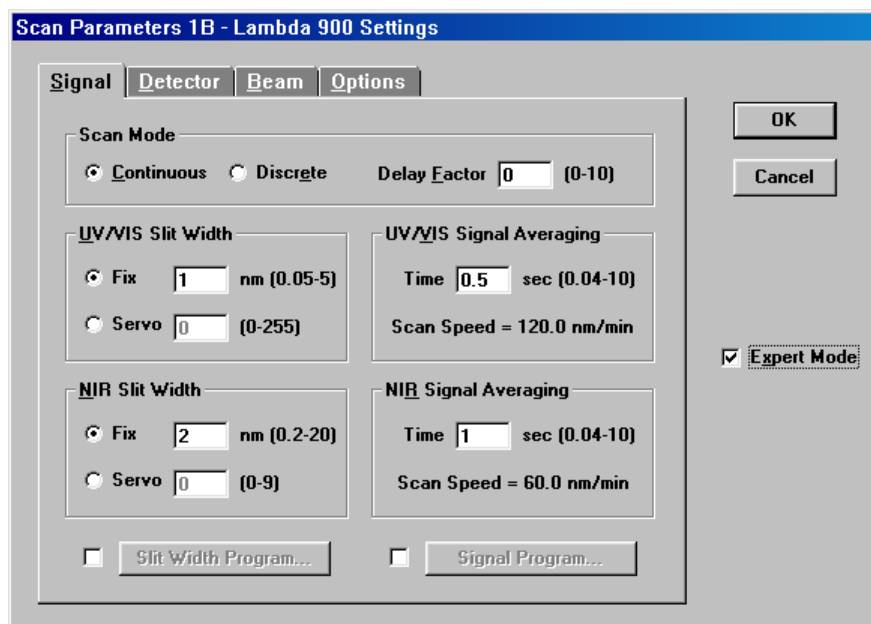 Scan Parameters 1B - Lambda 900 Settings
Signal Detector Beam Options
Scan Mode
Continuous Discrete Delay Factor 0 (0-10)
UV/VIS Slit Width
Fix 1 nm (0.05-5)
Servo 0 (0-255)
UV/VIS Signal Averaging
Time 0.5 sec (0.04-10)
Scan Speed = 120.0 nm/min
NIR Slit Width
Fix 2 nm (0.2-20)
Servo 0 (0-9)
NIR Signal Averaging
Time 1 sec (0.04-10)
Scan Speed = 60.0 nm/min
Slit Width Program...
Signal Program...
OK
Cancel
Expert Mode